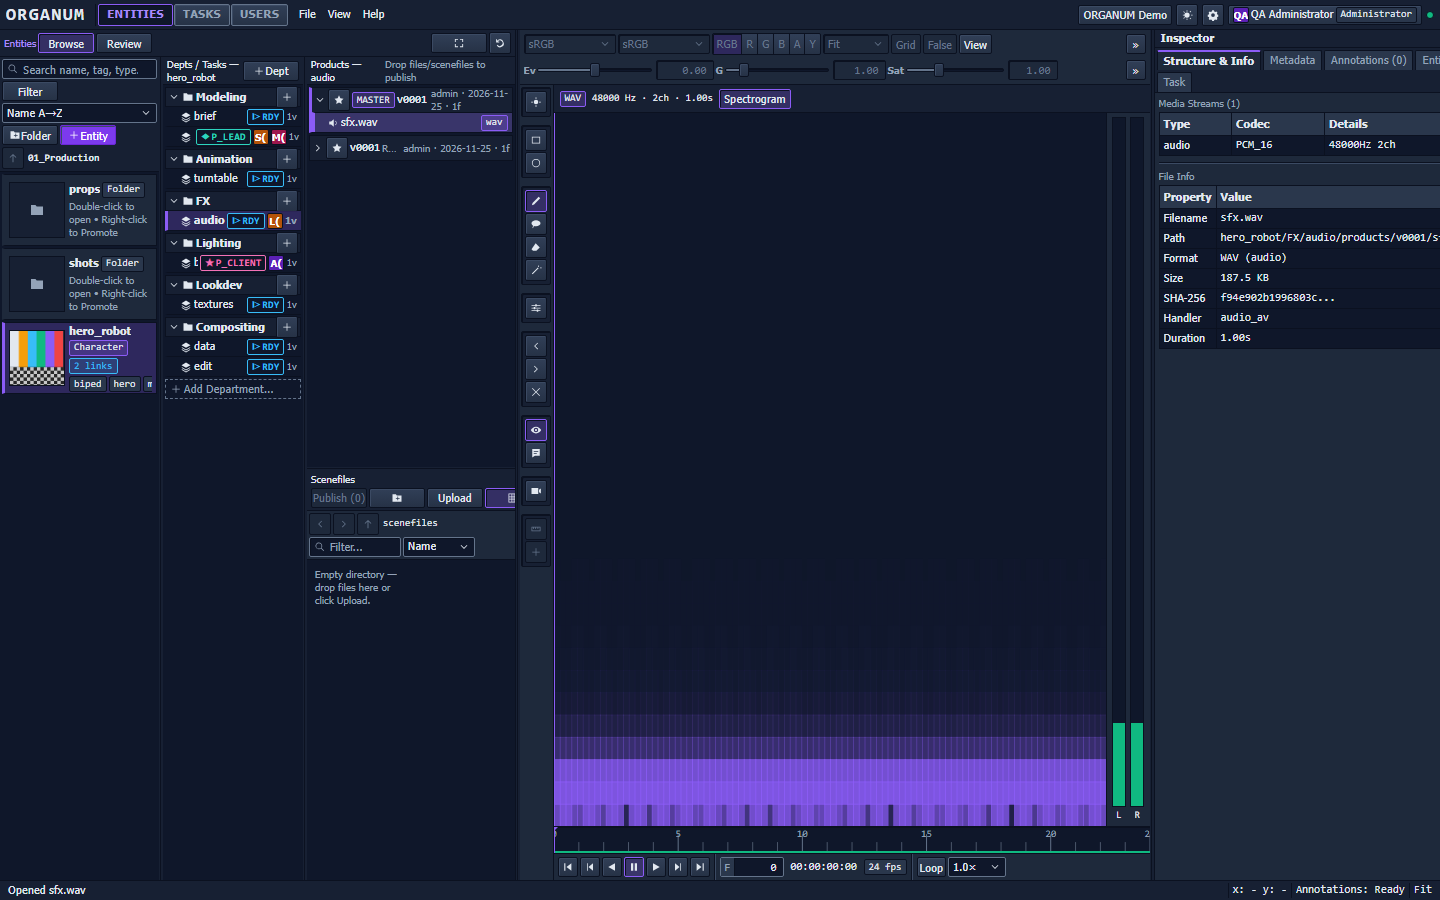 ORGANUM ENTITIES TASKS USERS File View Help ORGANUM Demo QA QA Administrator Administrator
Entities Browse Review
Search name, tag, type.
Filter
Name A→Z
Folder +Entity
01_Production
props Folder
Double-click to
open • Right-click
to Promote
shots Folder
Double-click to
open • Right-click
to Promote
hero_robot
Character
2 links
biped hero
Depts / Tasks —
hero_robot
+ Dept
Modeling
brief RDY 1v
P_LEAD S( M( 1v
Animation
turntable RDY 1v
FX
audio RDY L( 1v
Lighting
P_CLIENT A( 1v
Lookdev
textures RDY 1v
Compositing
data RDY 1v
edit RDY 1v
+ Add Department...
Products —
audio
Drop files/scenefiles to
publish
MASTER v0001 admin · 2026-11-
25 · 1f
sfx.wav wav
v0001 R... admin · 2026-11-25 · 1f
Scenefiles
Publish (0) Upload
scenefiles
Filter... Name
Empty directory —
drop files here or
click Upload.
sRGB sRGB RGB R G B A Y Fit Grid False View »
Ev 0.00 G 1.00 Sat 1.00 »
WAV 48000 Hz · 2ch · 1.00s Spectrogram
L R
5 10 15 20 2
F 0 00:00:00:00 24 fps Loop 1.0×
Inspector
Structure & Info Metadata Annotations (0) Enti
Task
Media Streams (1)
Type Codec Details
audio PCM_16 48000Hz 2ch
File Info
Property Value
Filename sfx.wav
Path hero_robot/FX/audio/products/v0001/s
Format WAV (audio)
Size 187.5 KB
SHA-256 f94e902b1996803c...
Handler audio_av
Duration 1.00s
Opened sfx.wav
x: - y: - Annotations: Ready Fit